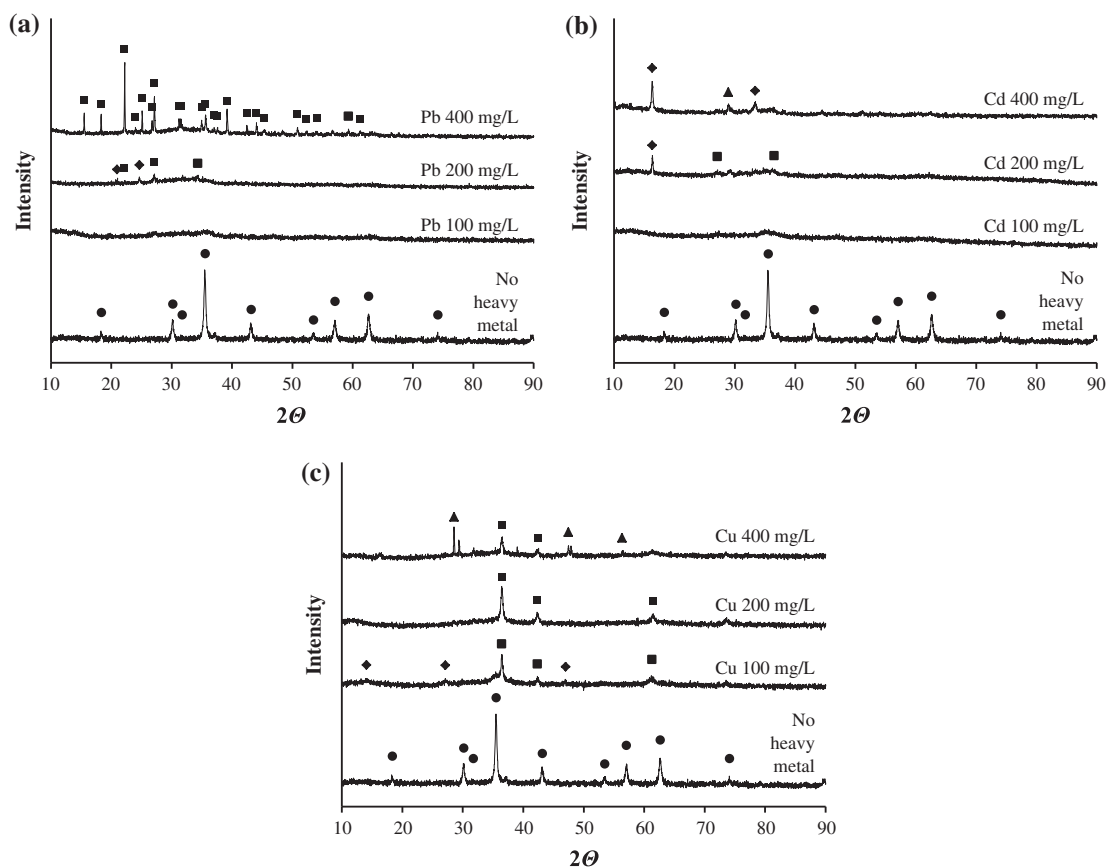 (a)
Intensity
Pb 400 mg/L
Pb 200 mg/L
Pb 100 mg/L
No
heavy
metal
10 20 30 40 50 60 70 80 90
2Θ
(b)
Intensity
Cd 400 mg/L
Cd 200 mg/L
Cd 100 mg/L
No
heavy
metal
10 20 30 40 50 60 70 80 90
2Θ
(c)
Intensity
Cu 400 mg/L
Cu 200 mg/L
Cu 100 mg/L
No
heavy
metal
10 20 30 40 50 60 70 80 90
2Θ